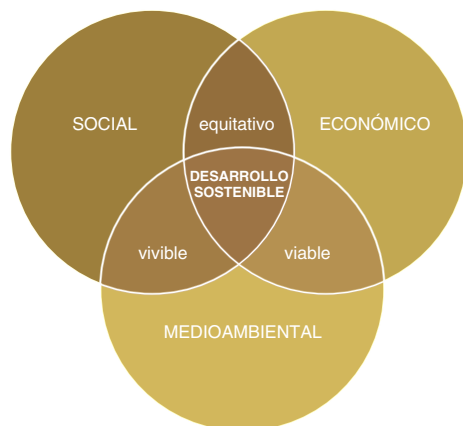 SOCIAL
equitativo
ECONÓMICO
DESARROLLO
SOSTENIBLE
vivible
viable
MEDIOAMBIENTAL